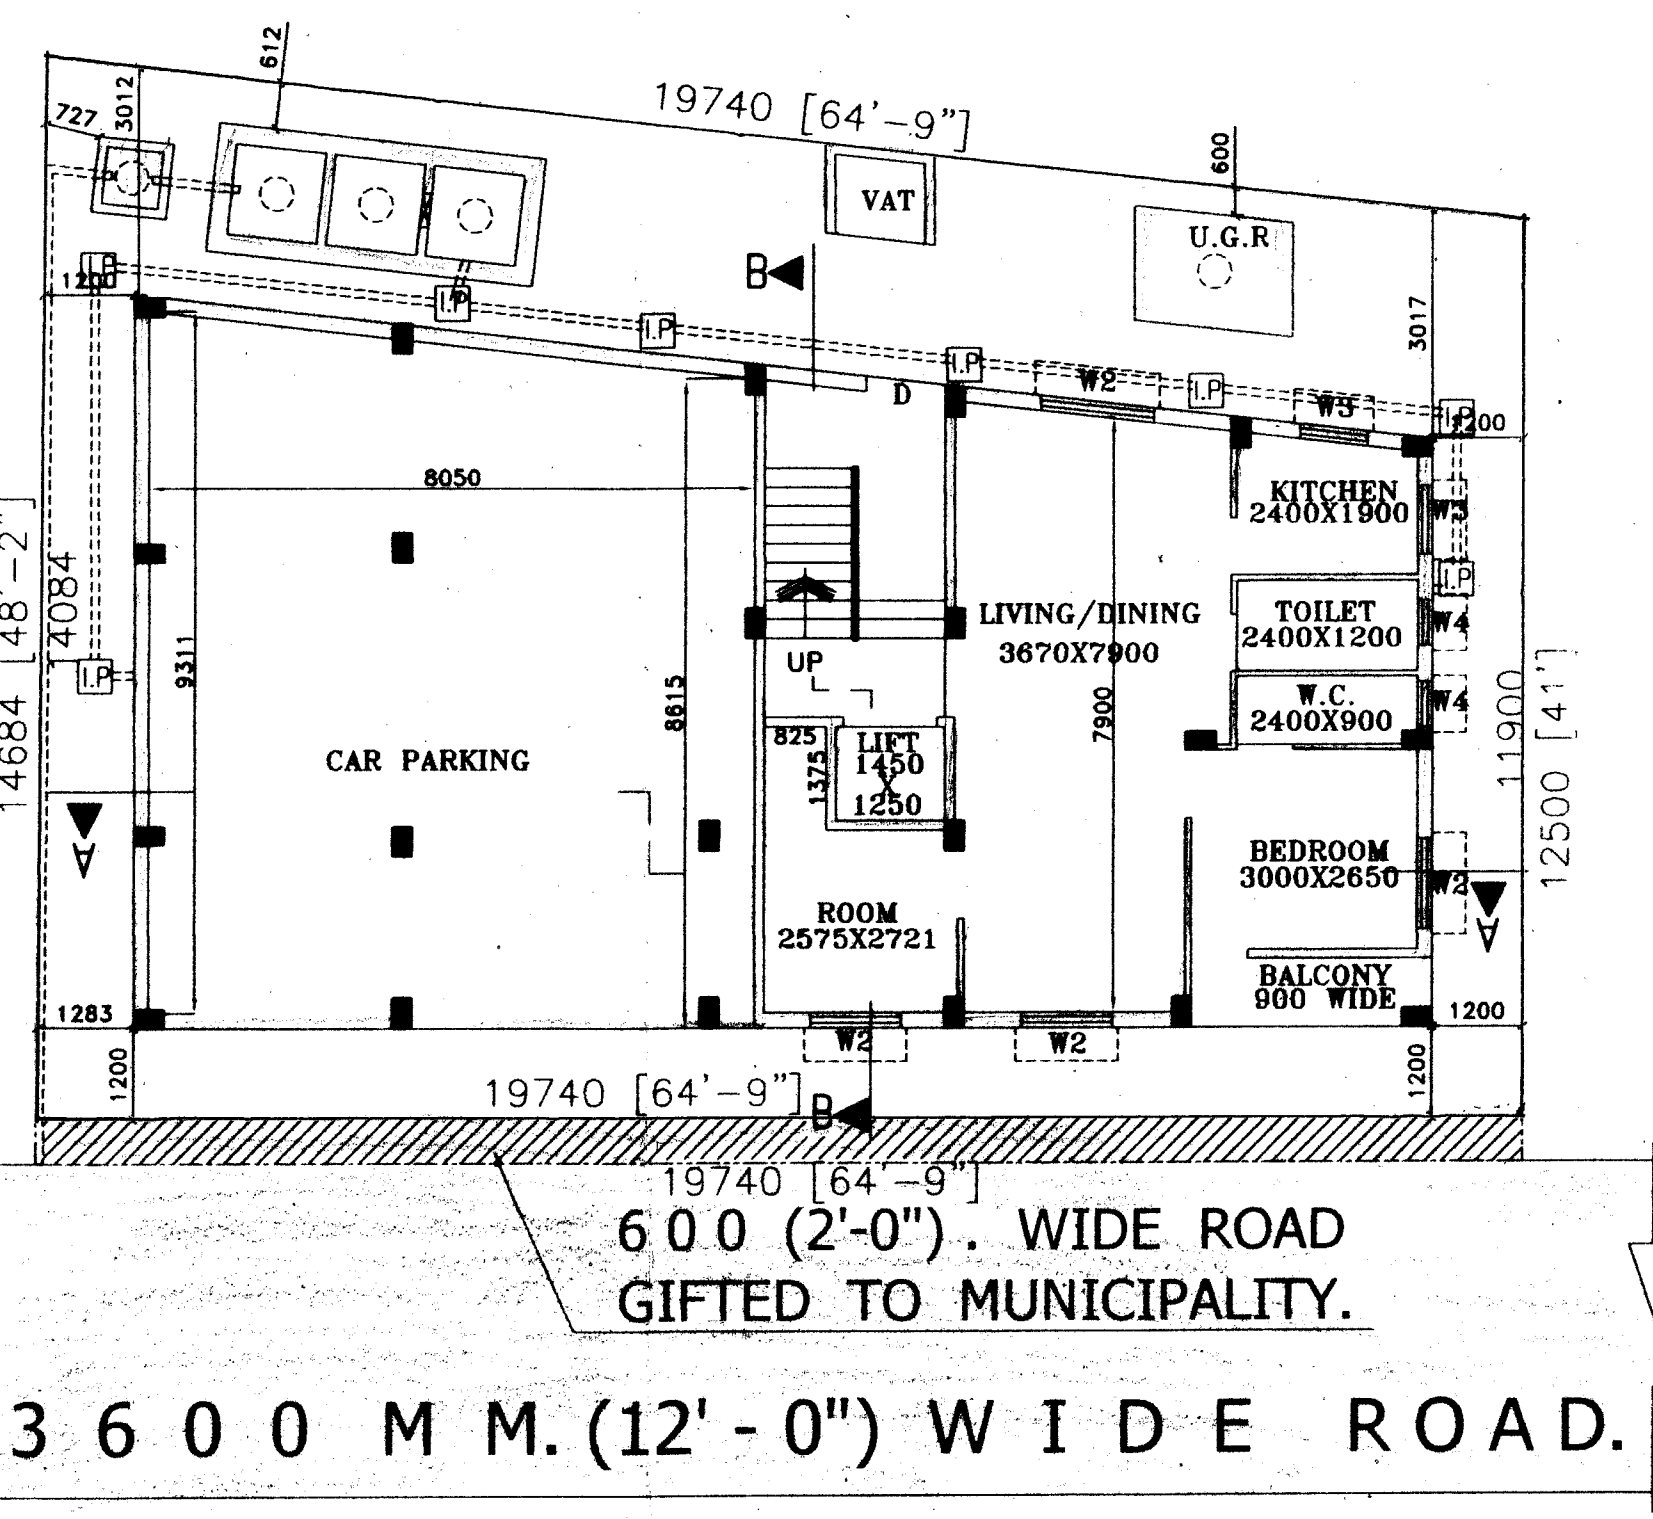 612
3012
727
19740 [64'-9"]
600
VAT
U.G.R
I.P
1200
B
I.P
I.P
3017
I.P
W2
I.P
W3
I.P
1200
D
8050
KITCHEN
2400X1900
W3
14684 [48'-2"]
14084
I.P
LIVING/DINING
3670X7900
TOILET
2400X1200
W4
9311
I.P
UP
8615
7900
W.C.
2400X900
W4
11900
12500 [41']
825
LIFT
1450
X
1250
1375
CAR PARKING
A
BEDROOM
3000X2650
W2
A
ROOM
2575X2721
BALCONY
900 WIDE
1283
1200
W2
W2
1200
1200
19740 [64'-9"]
B
19740 [64'-9"]
600 (2'-0"). WIDE ROAD
GIFTED TO MUNICIPALITY.
3600 MM.(12'-0") WIDE ROAD.